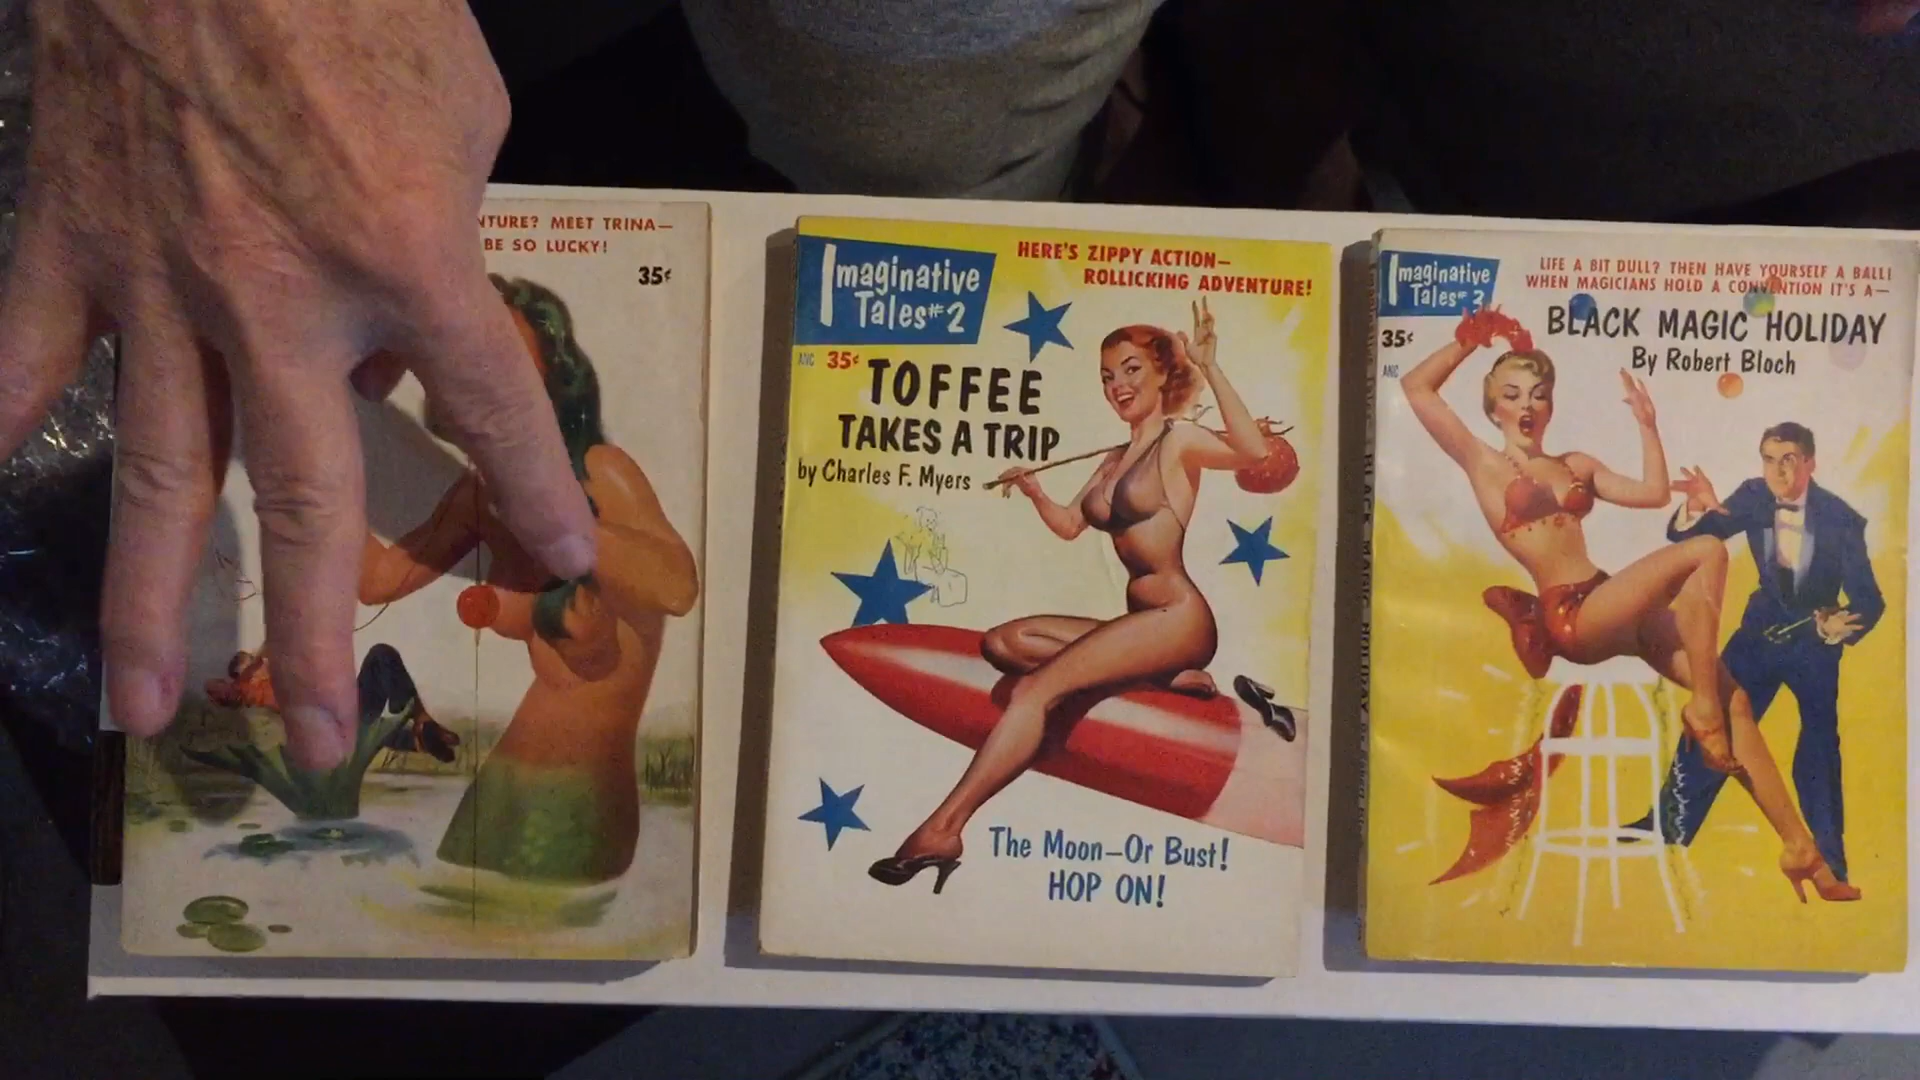 NTURE? MEET TRINA—
BE SO LUCKY!
35¢
Imaginative
Tales #2
HERE'S ZIPPY ACTION—
ROLLICKING ADVENTURE!
ANC 35¢
TOFFEE
TAKES A TRIP
by Charles F. Myers
The Moon—Or Bust!
HOP ON!
Imaginative
Tales # 3
LIFE A BIT DULL? THEN HAVE YOURSELF A BALL!
WHEN MAGICIANS HOLD A CONVENTION IT'S A—
35¢
ANC
BLACK MAGIC HOLIDAY
By Robert Bloch